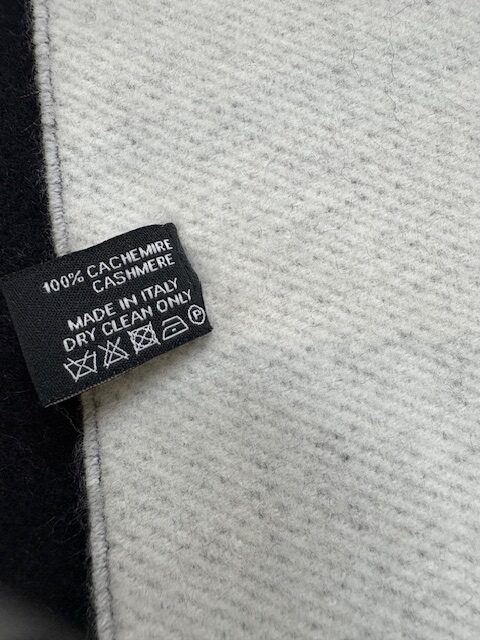 100% CACHEMIRE
CASHMERE
MADE IN ITALY
DRY CLEAN ONLY
P